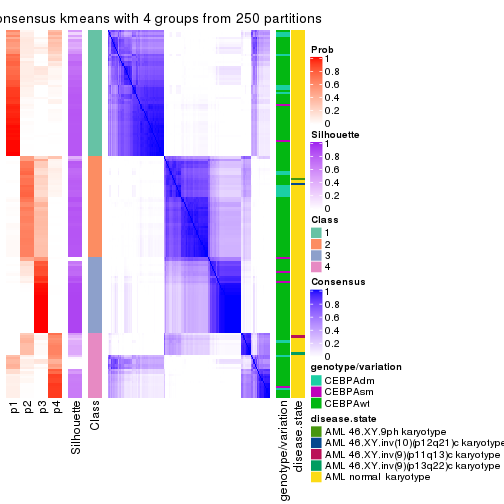 onsensus kmeans with 4 groups from 250 partitions
Prob
1
0.8
0.6
0.4
0.2
0
Silhouette
1
0.8
0.6
0.4
0.2
0
Class
1
2
3
4
Consensus
1
0.8
0.6
0.4
0.2
0
genotype/variation
CEBPAdm
CEBPAsm
CEBPAwt
disease.state
AML 46.XY.9ph karyotype
AML 46.XY.inv(10)(p12q21)c karyotype
AML 46.XY.inv(9)(p11q13)c karyotype
AML 46.XY.inv(9)(p13q22)c karyotype
AML normal karyotype
p1
p2
p3
p4
Silhouette
Class
genotype/variation
disease.state